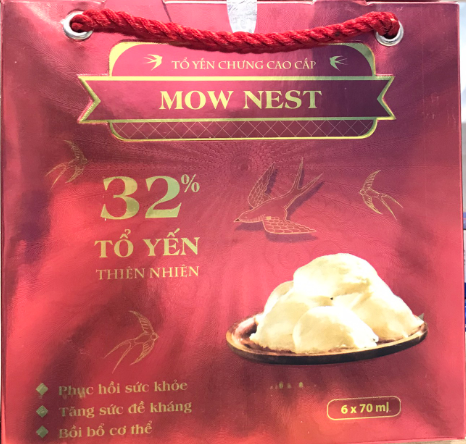 TỔ YẾN CHƯNG CAO CẤP
MOW NEST
32%
TỔ YẾN
THIÊN NHIÊN
Phục hồi sức khỏe
Tăng sức đề kháng
Bồi bổ cơ thể
6 x 70 ml